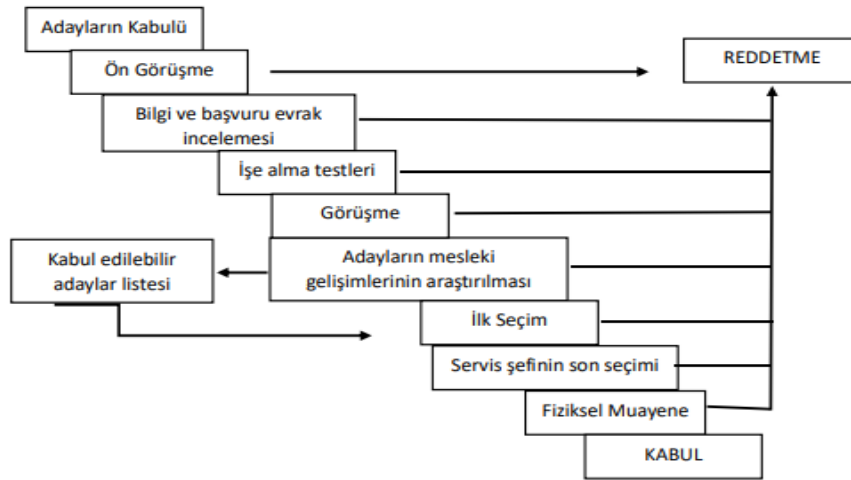 Adayların Kabulü
Ön Görüşme
REDDETME
Bilgi ve başvuru evrak
incelemesi
İşe alma testleri
Görüşme
Kabul edilebilir
adaylar listesi
Adayların mesleki
gelişimlerinin araştırılması
İlk Seçim
Servis şefinin son seçimi
Fiziksel Muayene
KABUL